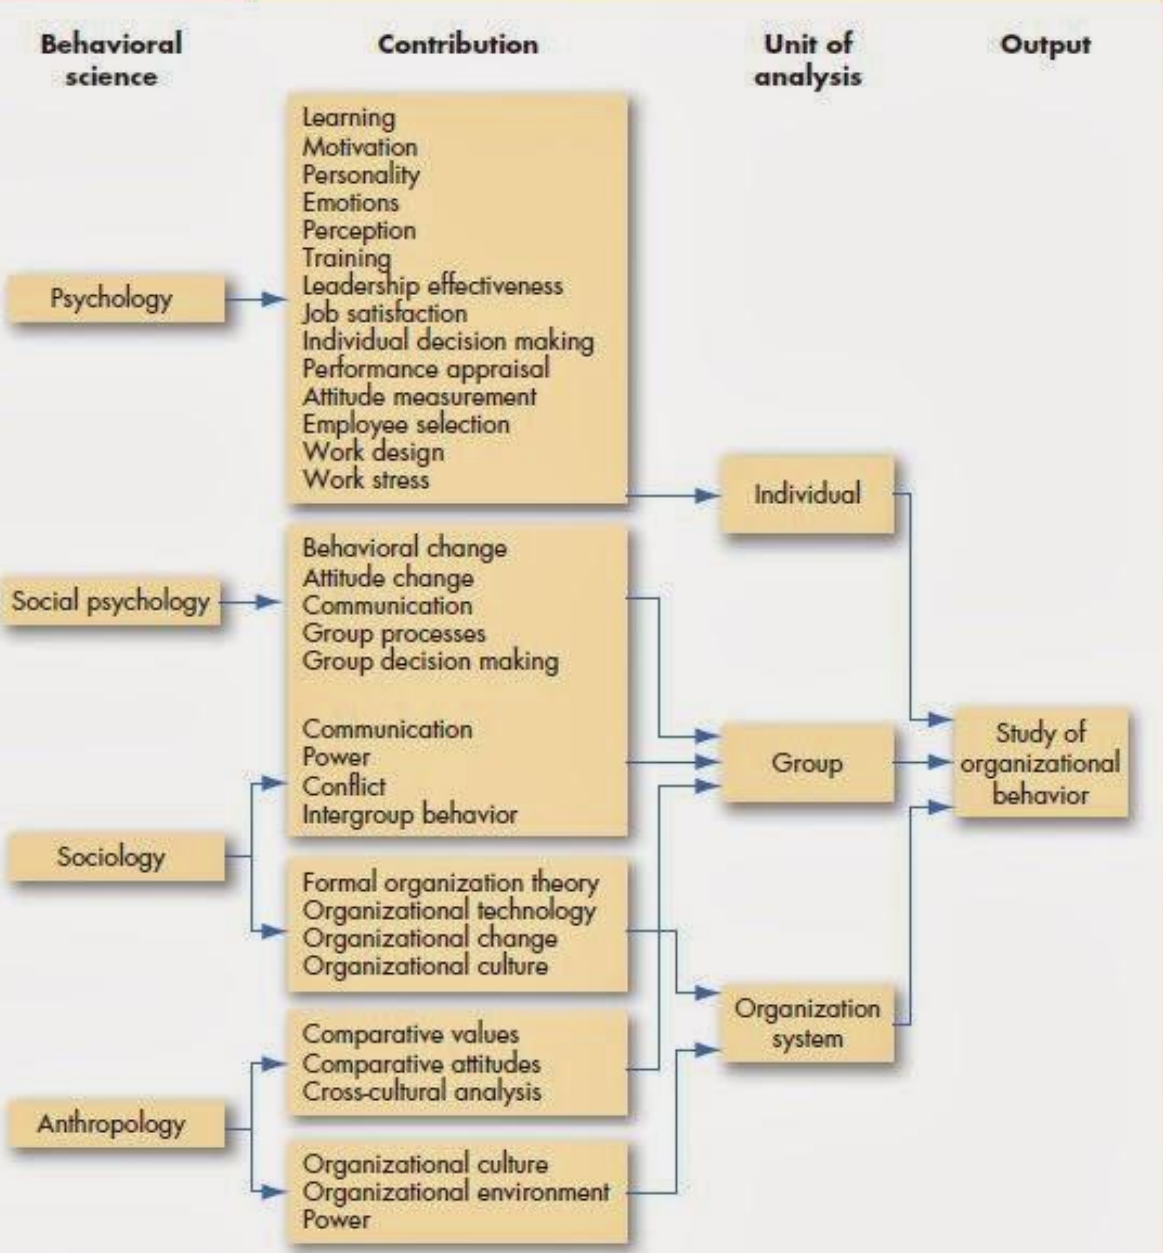 Behavioral
science
Contribution
Unit of
analysis
Output
Psychology
Learning
Motivation
Personality
Emotions
Perception
Training
Leadership effectiveness
Job satisfaction
Individual decision making
Performance appraisal
Attitude measurement
Employee selection
Work design
Work stress
Individual
Social psychology
Behavioral change
Attitude change
Communication
Group processes
Group decision making
Communication
Power
Conflict
Intergroup behavior
Group
Study of
organizational
behavior
Sociology
Formal organization theory
Organizational technology
Organizational change
Organizational culture
Organization
system
Anthropology
Comparative values
Comparative attitudes
Cross-cultural analysis
Organizational culture
Organizational environment
Power